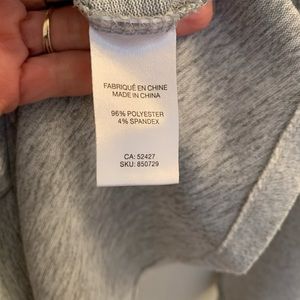 FABRIQUÉ EN CHINE
MADE IN CHINA
96% POLYESTER
4% SPANDEX
CA: 52427
SKU: 850729